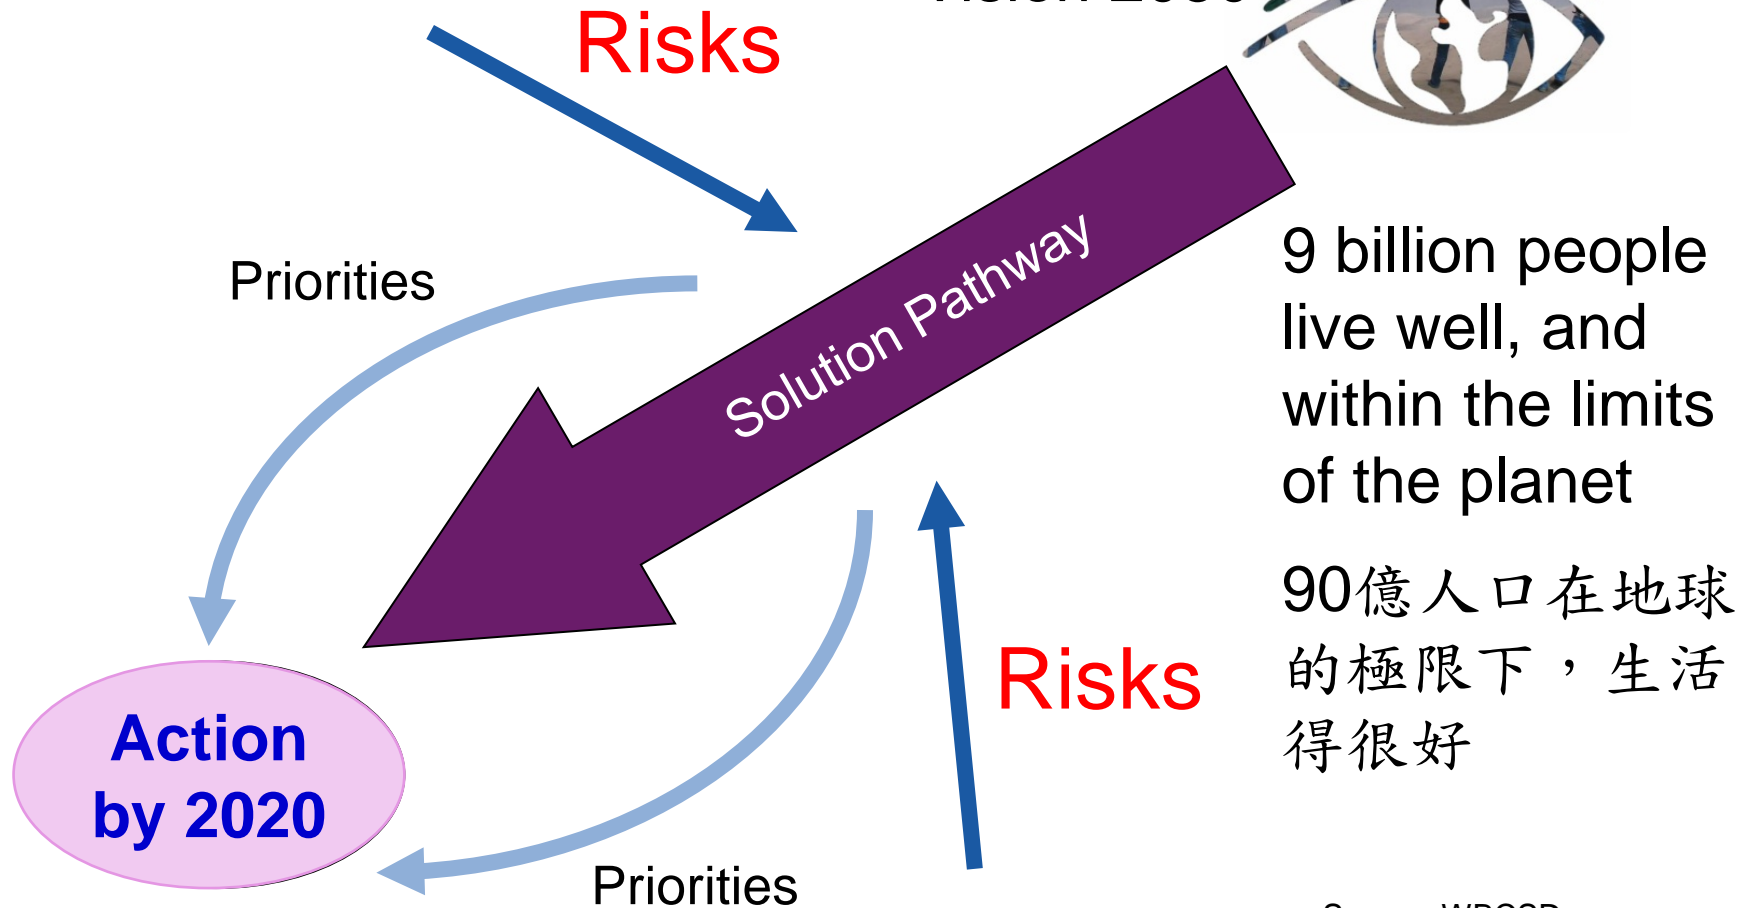 Risks
Priorities
Solution Pathway
9 billion people
live well, and
within the limits
of the planet
90億人口在地球
的極限下，生活
得很好
Risks
Action
by 2020
Priorities